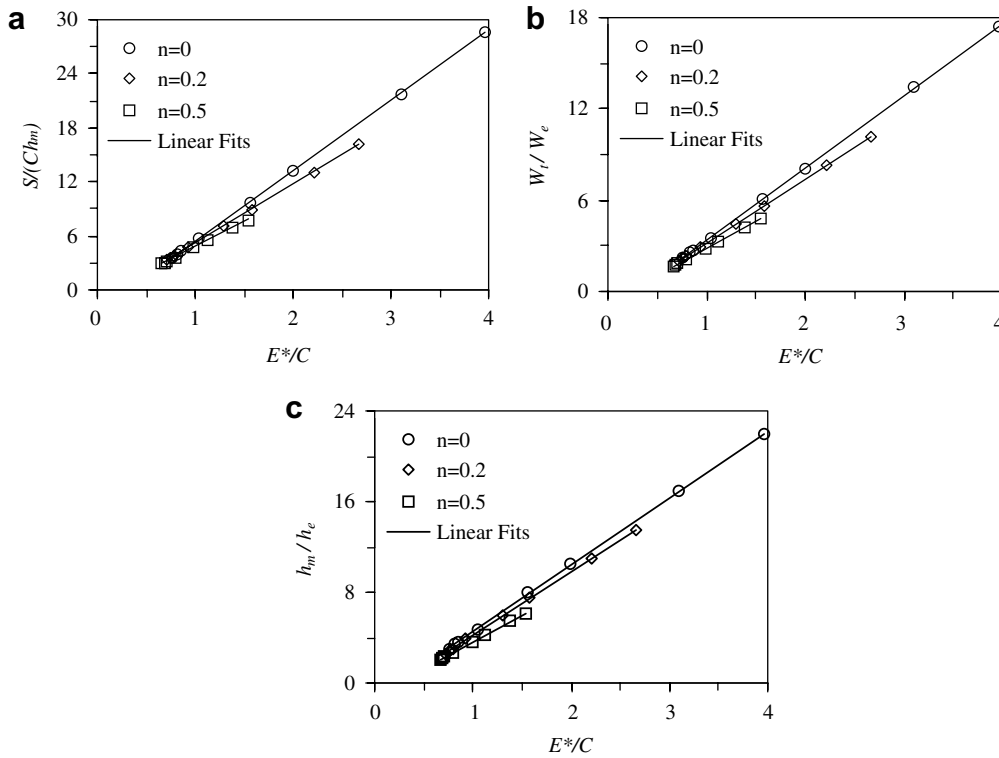 a
30
24
18
12
6
0
S/(Chm)
n=0
n=0.2
n=0.5
Linear Fits
0 1 2 3 4
E*/C
b
18
12
6
0
Wt / We
n=0
n=0.2
n=0.5
Linear Fits
0 1 2 3 4
E*/C
c
24
16
8
0
hm / he
n=0
n=0.2
n=0.5
Linear Fits
0 1 2 3 4
E*/C